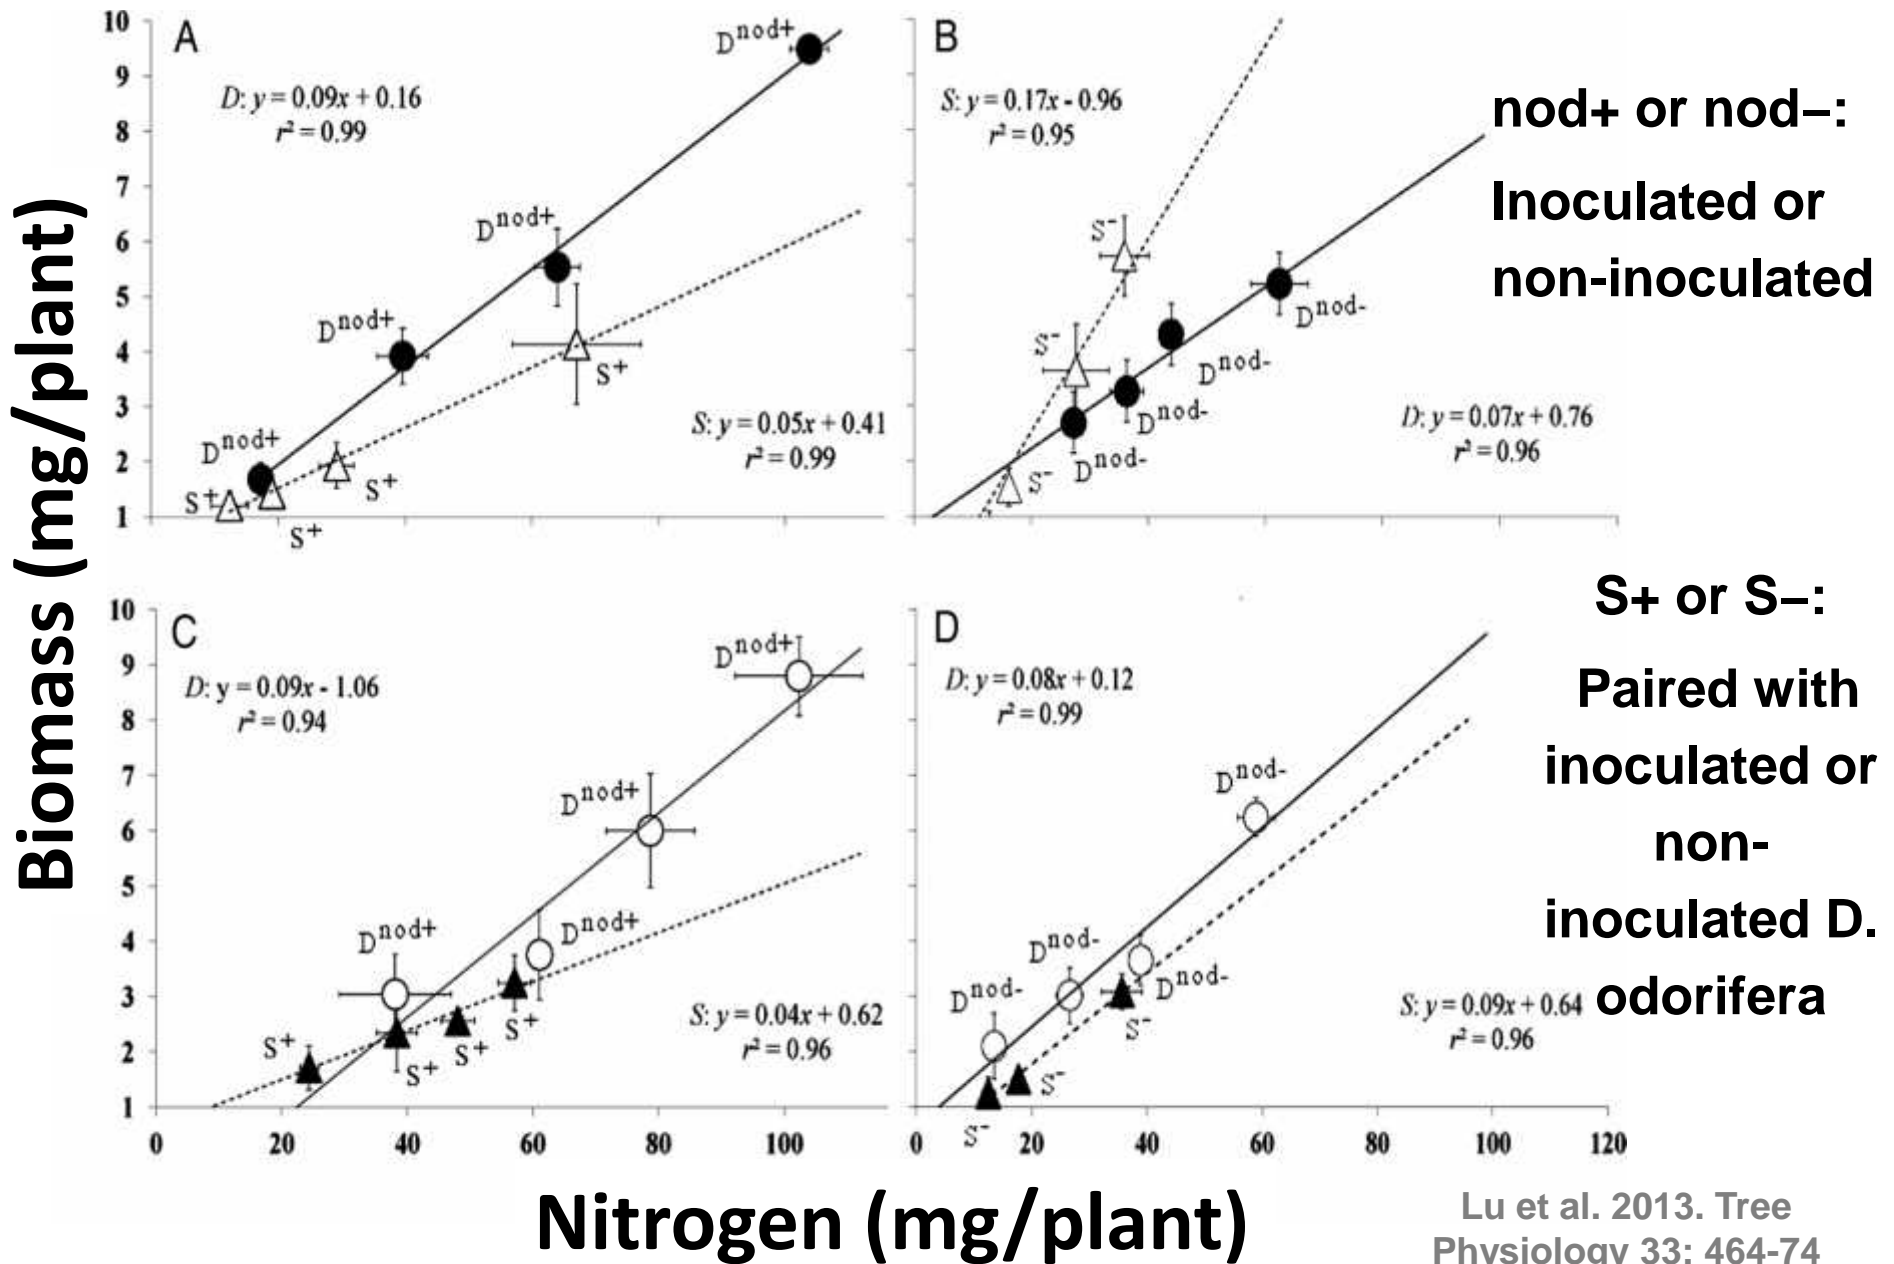 Biomass (mg/plant)
10
9
8
7
6
5
4
3
2
1
A
D: y = 0.09x + 0.16
r² = 0.99
Dnod+
Dnod+
Dnod+
Dnod+
S+
S+
S+
S+
S: y = 0.05x + 0.41
r² = 0.99
B
S: y = 0.17x - 0.96
r² = 0.95
S-
S-
S-
Dnod-
Dnod-
Dnod-
Dnod-
D: y = 0.07x + 0.76
r² = 0.96
nod+ or nod–:
Inoculated or
non-inoculated
10
9
8
7
6
5
4
3
2
1
C
D: y = 0.09x - 1.06
r² = 0.94
Dnod+
Dnod+
Dnod+
Dnod+
S+
S+
S+
S+
S: y = 0.04x + 0.62
r² = 0.96
0 20 40 60 80 100
D
D: y = 0.08x + 0.12
r² = 0.99
Dnod-
Dnod-
Dnod-
Dnod-
S-
S-
S-
S: y = 0.09x + 0.64
r² = 0.96
0 20 40 60 80 100 120
S+ or S–:
Paired with
inoculated or
non-
inoculated D.
odorifera
Nitrogen (mg/plant)
Lu et al. 2013. Tree
Physiology 33: 464-74